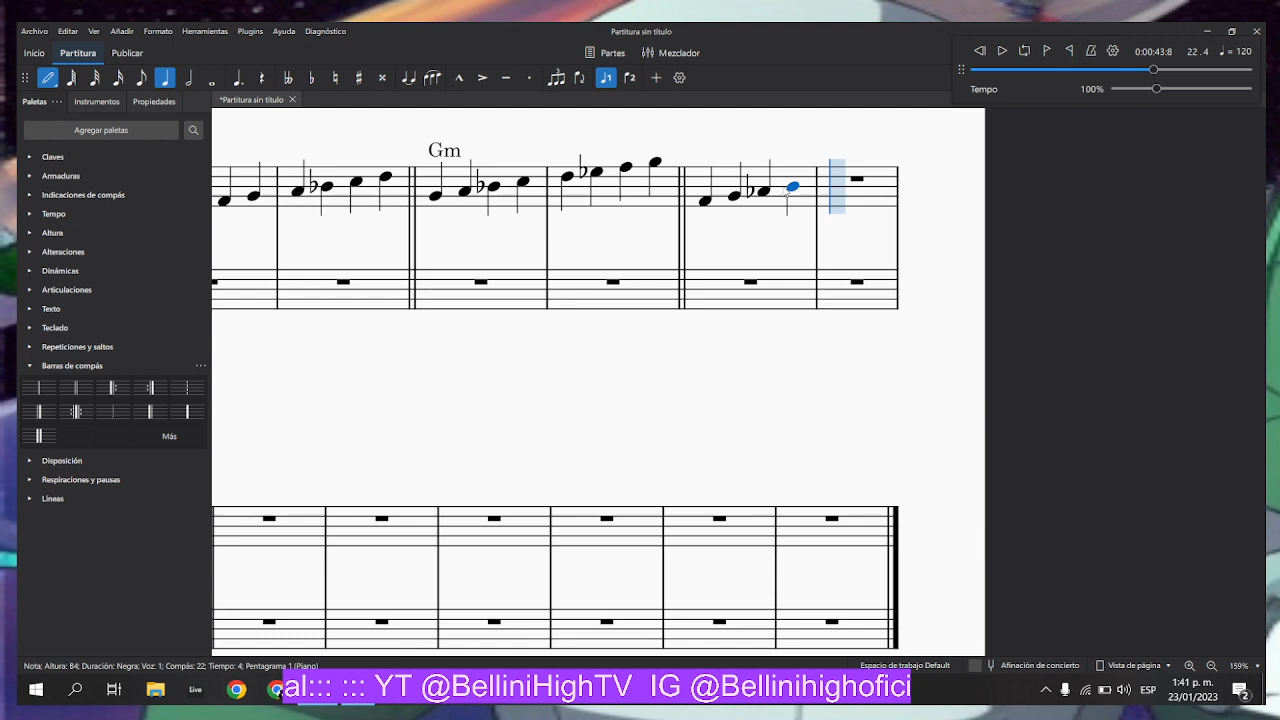 Archivo Editar Ver Añadir Formato Herramientas Plugins Ayuda Diagnóstico Partitura sin título
Inicio Partitura Publicar Partes Mezclador 0:00:43:8 22..4 = 120
Paletas Instrumentos Propiedades *Partitura sin título Tempo 100%
Agregar paletas
Claves
Gm
Armaduras
Indicaciones de compás
Tempo
Altura
Alteraciones
Dinámicas
Articulaciones
Texto
Teclado
Repeticiones y saltos
Barras de compás
Más
Disposición
Respiraciones y pausas
Líneas
Nota; Altura: B4; Duración: Negra; Voz: 1; Compás: 22; Tiempo: 4; Pentagrama 1 (Piano) Espacio de trabajo Default Afinación de concierto Vista de página 159%
Live al::: ::: YT @BelliniHighTV IG @Bellinihighofici ESP 1:41 p. m.
23/01/2023 2